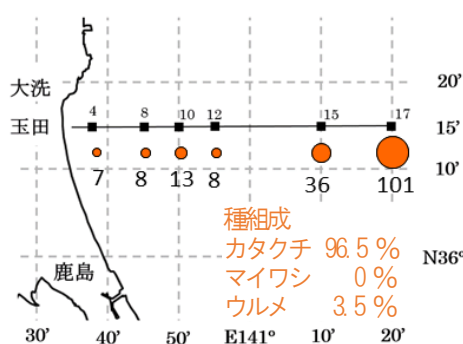 大洗
20'
4 8 10 12 15 17
玉田
15'
10'
7 8 13 8 36 101
種組成
カタクチ 96.5 %
マイワシ 0 %
ウルメ 3.5 %
N36°
鹿島
30' 40' 50' E141° 10' 20'